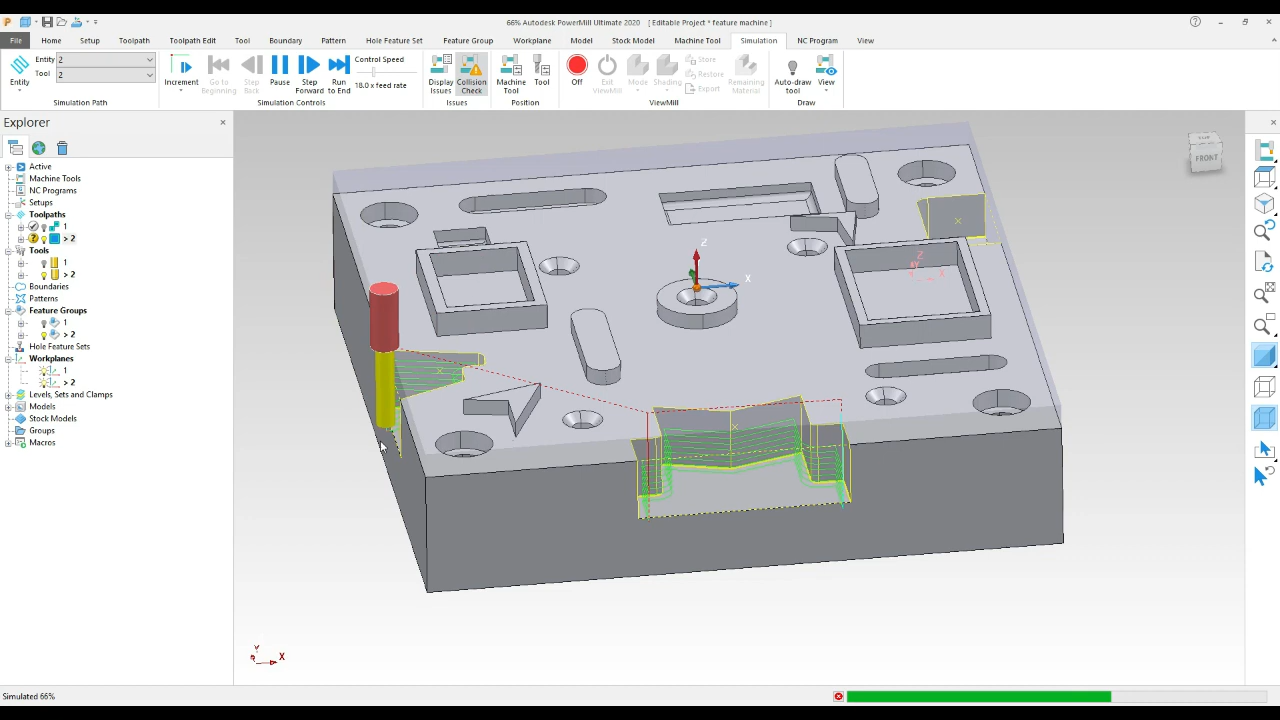 66% Autodesk PowerMill Ultimate 2020    [ Editable Project * feature machine ]
File Home Setup Toolpath Toolpath Edit Tool Boundary Pattern Hole Feature Set Feature Group Workplane Model Stock Model Machine Tool Simulation NC Program View
Entity
Entity 2
Tool 2
Simulation Path
Increment
Go to Beginning
Step Back
Pause
Step Forward
Run to End
Control Speed
18.0 x feed rate
Simulation Controls
Display Issues
Collision Check
Issues
Machine Tool
Tool
Position
Off
Exit ViewMill
Mode
Shading
Store
Restore
Export
Remaining Material
ViewMill
Auto-draw tool
View
Draw
Explorer
Active
Machine Tools
NC Programs
Setups
Toolpaths
1
> 2
Tools
1
> 2
Boundaries
Patterns
Feature Groups
1
> 2
Hole Feature Sets
Workplanes
1
> 2
Levels, Sets and Clamps
Models
Stock Models
Groups
Macros
FRONT
Z
X
Z
X
Y
X
Simulated 66%